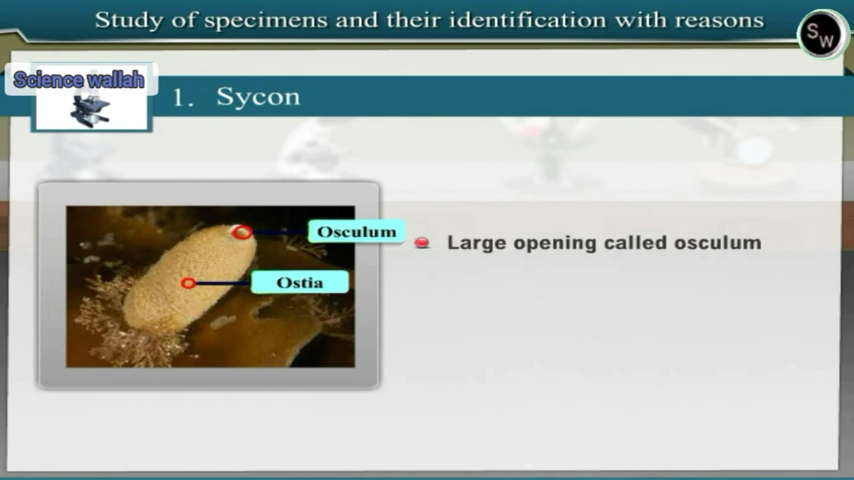 Study of specimens and their identification with reasons
SW
Science wallah
1. Sycon
Osculum
Large opening called osculum
Ostia